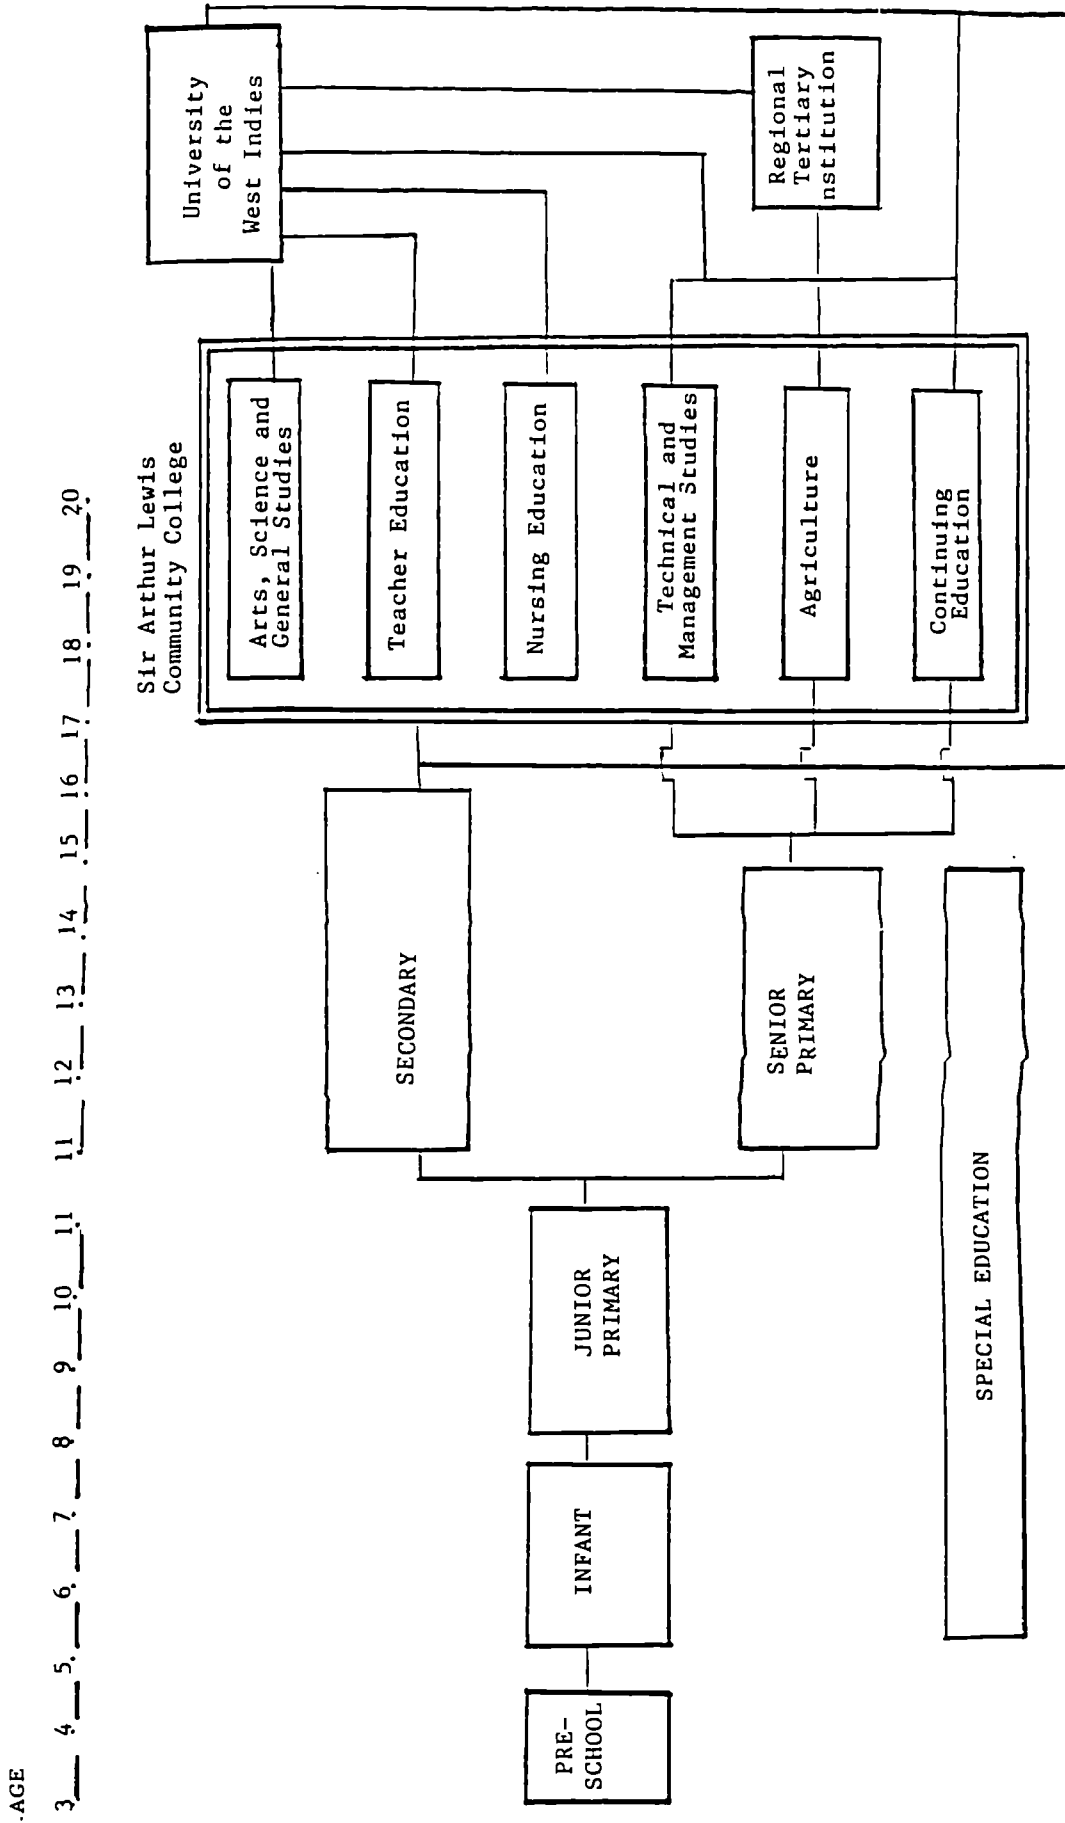 .AGE
3 4 5 6 7 8 9 10 11 11 12 13 14 15 16 17 18 19 20
PRE-
SCHOOL
INFANT
JUNIOR
PRIMARY
SECONDARY
SENIOR
PRIMARY
SPECIAL EDUCATION
Sir Arthur Lewis
Community College
Arts, Science and
General Studies
Teacher Education
Nursing Education
Technical and
Management Studies
Agriculture
Continuing
Education
University
of the
West Indies
Regional
Tertiary
nstitution